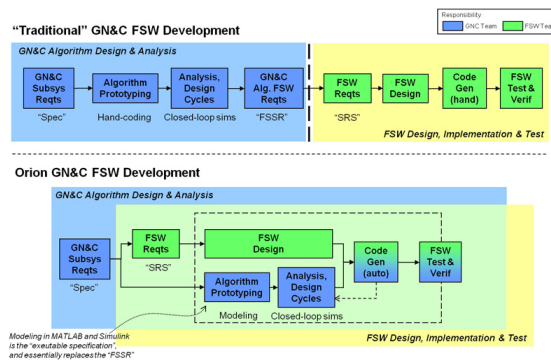 "Traditional" GN&C FSW Development
Responsibility
GNC Team
FSW Team
GN&C Algorithm Design & Analysis
GN&C
Subsys
Reqts
Algorithm
Prototyping
Analysis,
Design
Cycles
GN&C
Alg. FSW
Reqts
FSW
Reqts
FSW
Design
Code
Gen
(hand)
FSW
Test &
Verif
"Spec"
Hand-coding
Closed-loop sims
"FSSR"
"SRS"
FSW Design, Implementation & Test
Orion GN&C FSW Development
GN&C Algorithm Design & Analysis
GN&C
Subsys
Reqts
"Spec"
FSW
Reqts
"SRS"
FSW
Design
Algorithm
Prototyping
Modeling
Analysis,
Design
Cycles
Closed-loop sims
Code
Gen
(auto)
FSW
Test &
Verif
Modeling in MATLAB and Simulink
is the "exeutable specification",
and essentially replaces the "FSSR"
FSW Design, Implementation & Test